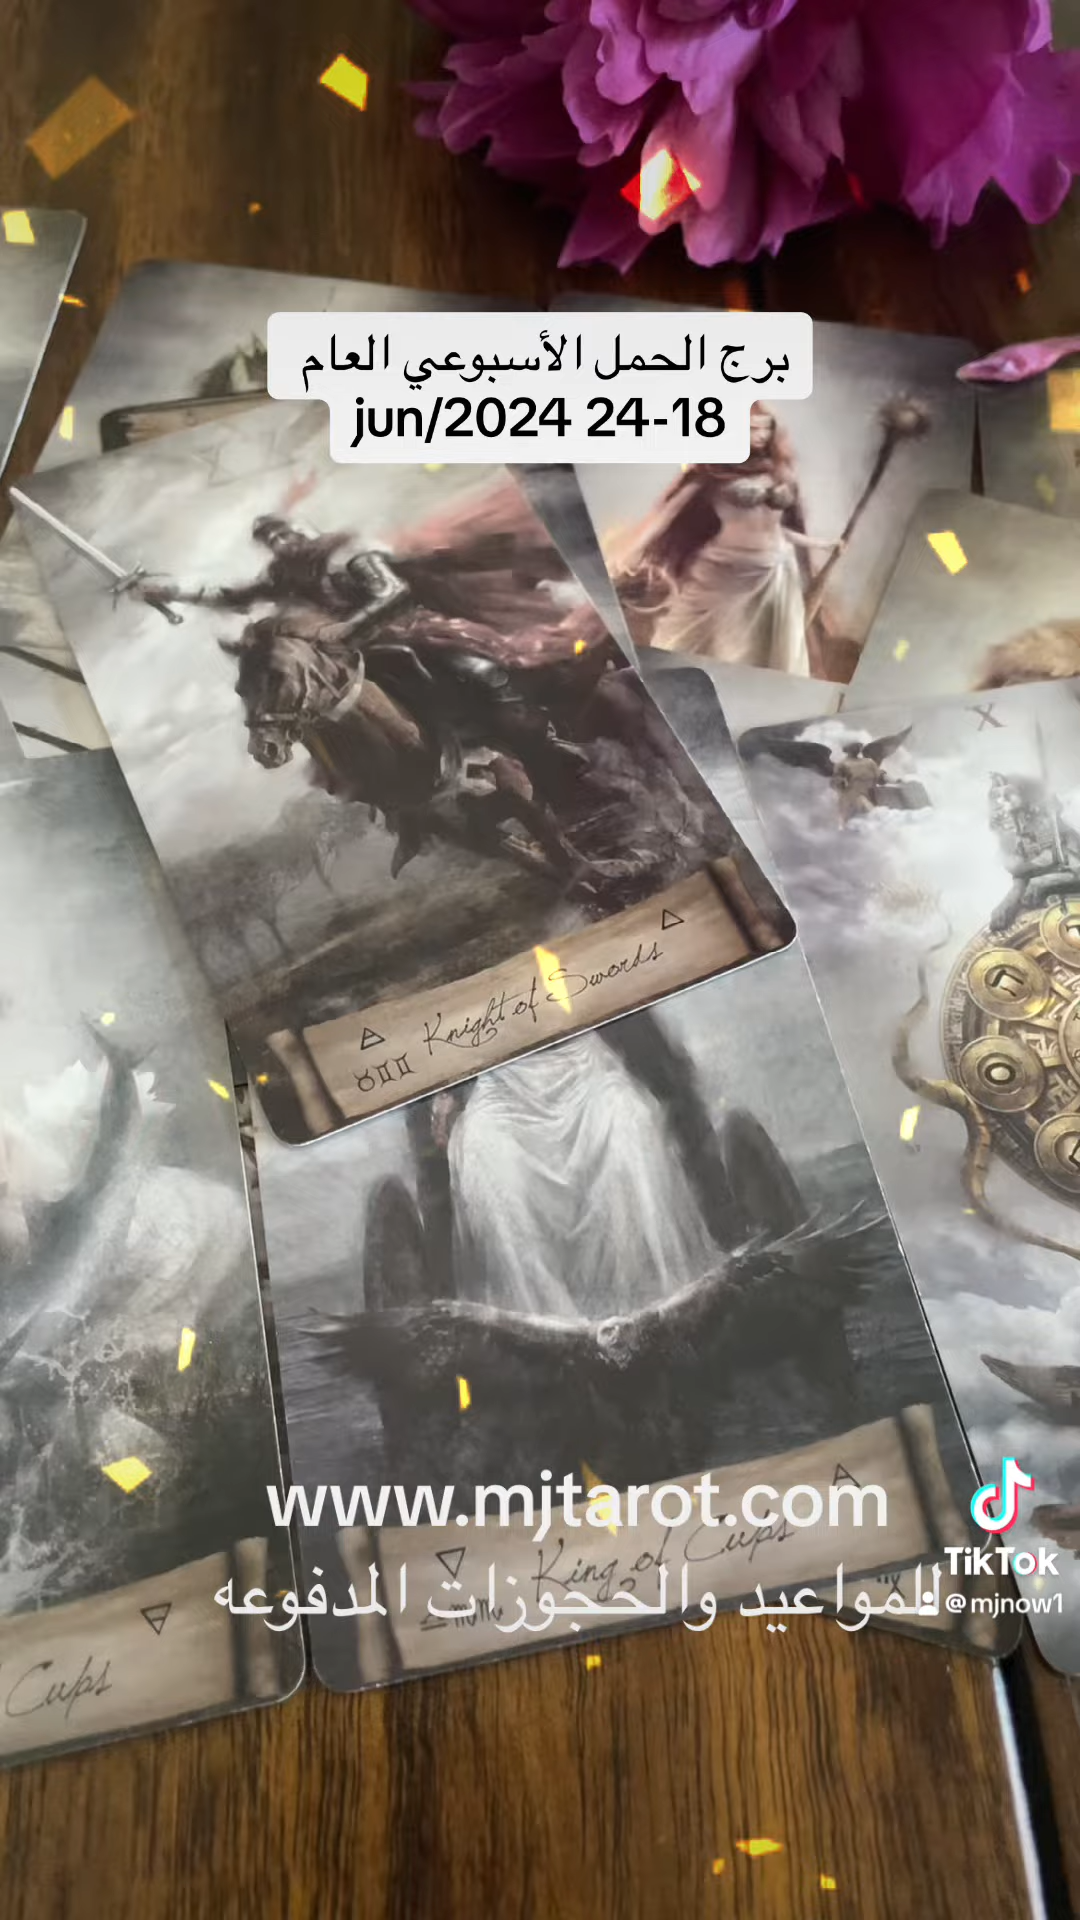 برج الحمل الأسبوعي العام
jun/2024 24-18
X
Knight of Swords
www.mjtarot.com
King of Cups
للمواعيد والحجوزات المدفوعه
TikTok
@mjnow1
Cups